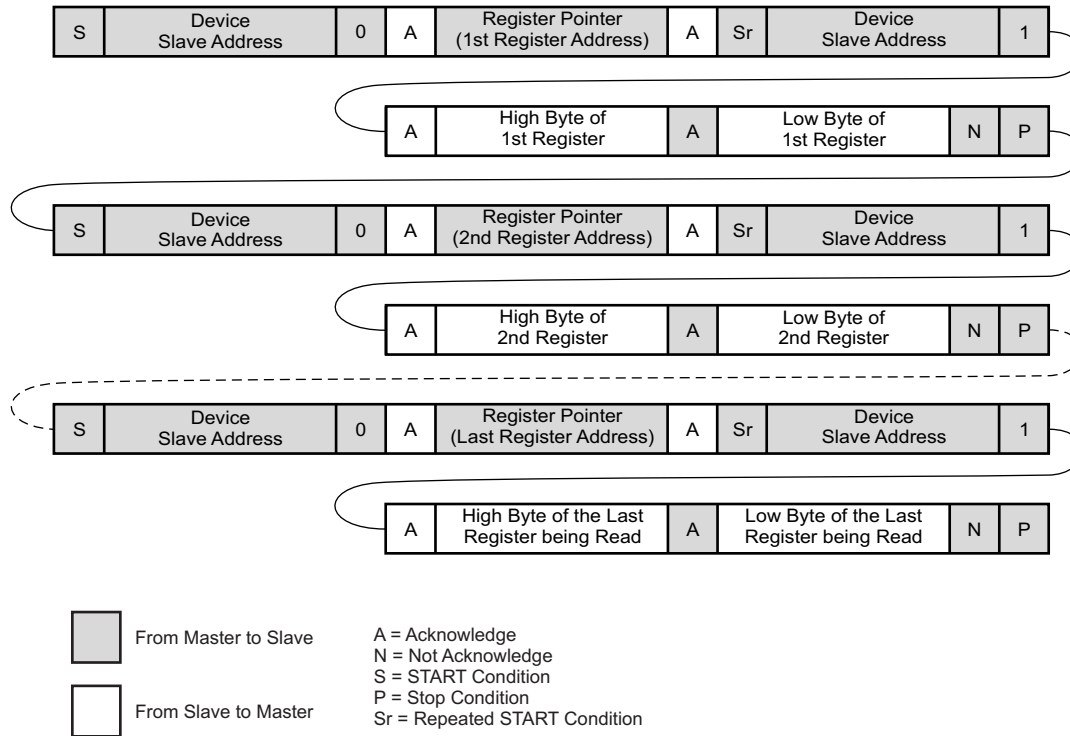 S Device Slave Address 0 A Register Pointer (1st Register Address) A Sr Device Slave Address 1
A High Byte of 1st Register A Low Byte of 1st Register N P
S Device Slave Address 0 A Register Pointer (2nd Register Address) A Sr Device Slave Address 1
A High Byte of 2nd Register A Low Byte of 2nd Register N P
S Device Slave Address 0 A Register Pointer (Last Register Address) A Sr Device Slave Address 1
A High Byte of the Last Register being Read A Low Byte of the Last Register being Read N P
From Master to Slave
From Slave to Master
A = Acknowledge
N = Not Acknowledge
S = START Condition
P = Stop Condition
Sr = Repeated START Condition